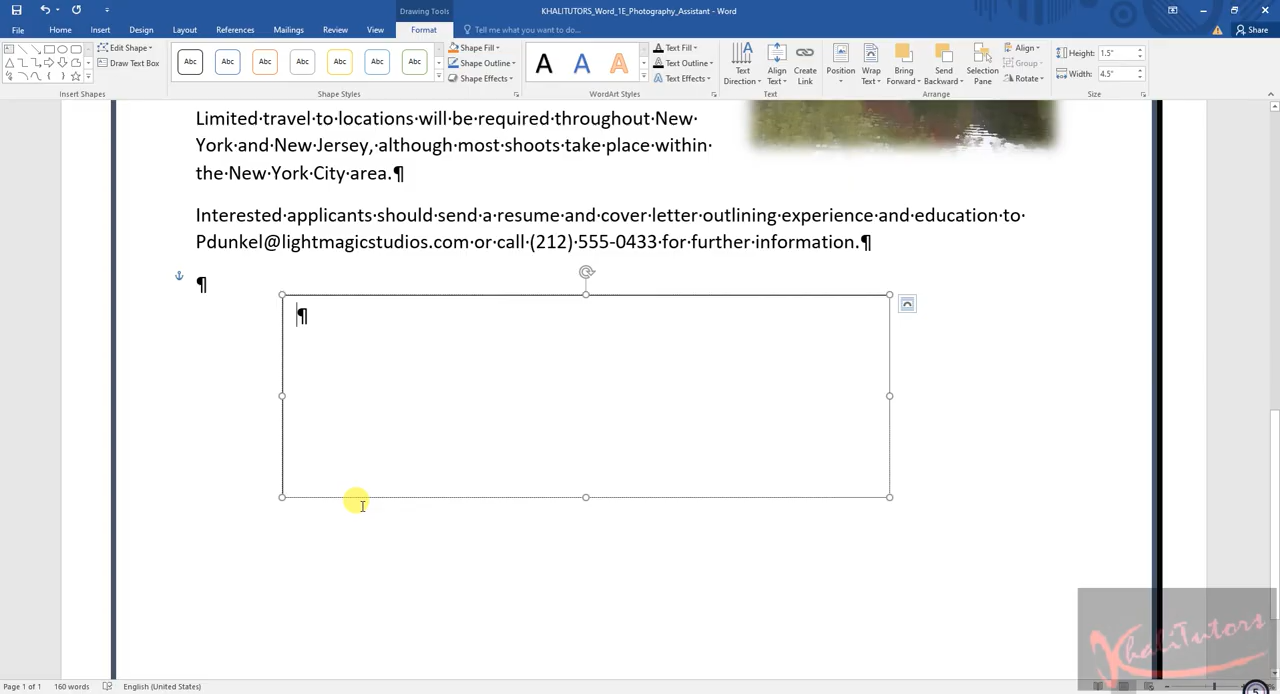 Drawing Tools
KHALITUTORS_Word_1E_Photography_Assistant - Word
File Home Insert Design Layout References Mailings Review View Format Tell me what you want to do... Share
Edit Shape
Draw Text Box
Insert Shapes
Abc Abc Abc Abc Abc Abc Abc
Shape Fill
Shape Outline
Shape Effects
Shape Styles
A A A
Text Fill
Text Outline
Text Effects
WordArt Styles
Text Direction
Align Text
Create Link
Text
Position
Wrap Text
Bring Forward
Send Backward
Selection Pane
Align
Group
Rotate
Arrange
Height: 1.5"
Width: 4.5"
Size
Limited·travel·to·locations·will·be·required·throughout·New·
York·and·New·Jersey,·although·most·shoots·take·place·within·
the·New·York·City·area.¶
Interested·applicants·should·send·a·resume·and·cover·letter·outlining·experience·and·education·to·
Pdunkel@lightmagicstudios.com·or·call·(212)·555-0433·for·further·information.¶
¶
¶
KhaliTutors
Page 1 of 1 160 words English (United States)
5